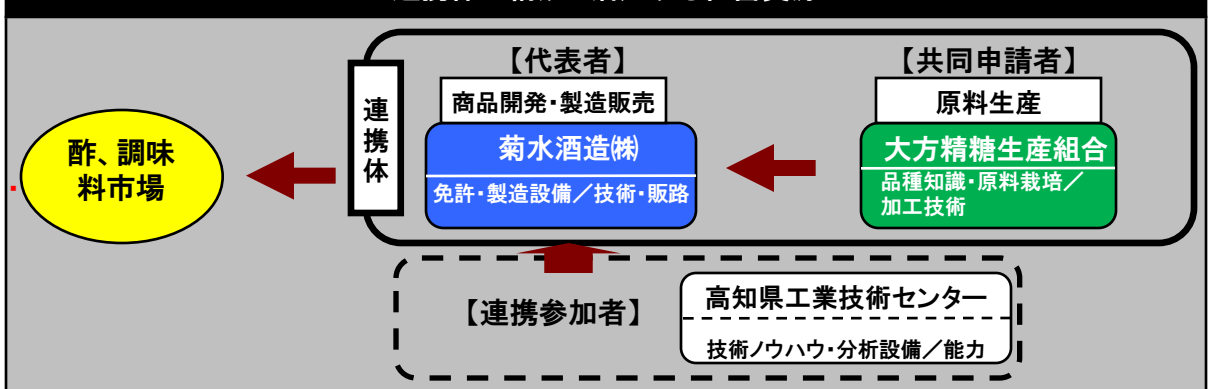 【代表者】
【共同申請者】
連携体
商品開発・製造販売
原料生産
菊水酒造㈱
大方精糖生産組合
免許・製造設備／技術・販路
品種知識・原料栽培／
加工技術
酢、調味
料市場
【連携参加者】
高知県工業技術センター
技術ノウハウ・分析設備／能力